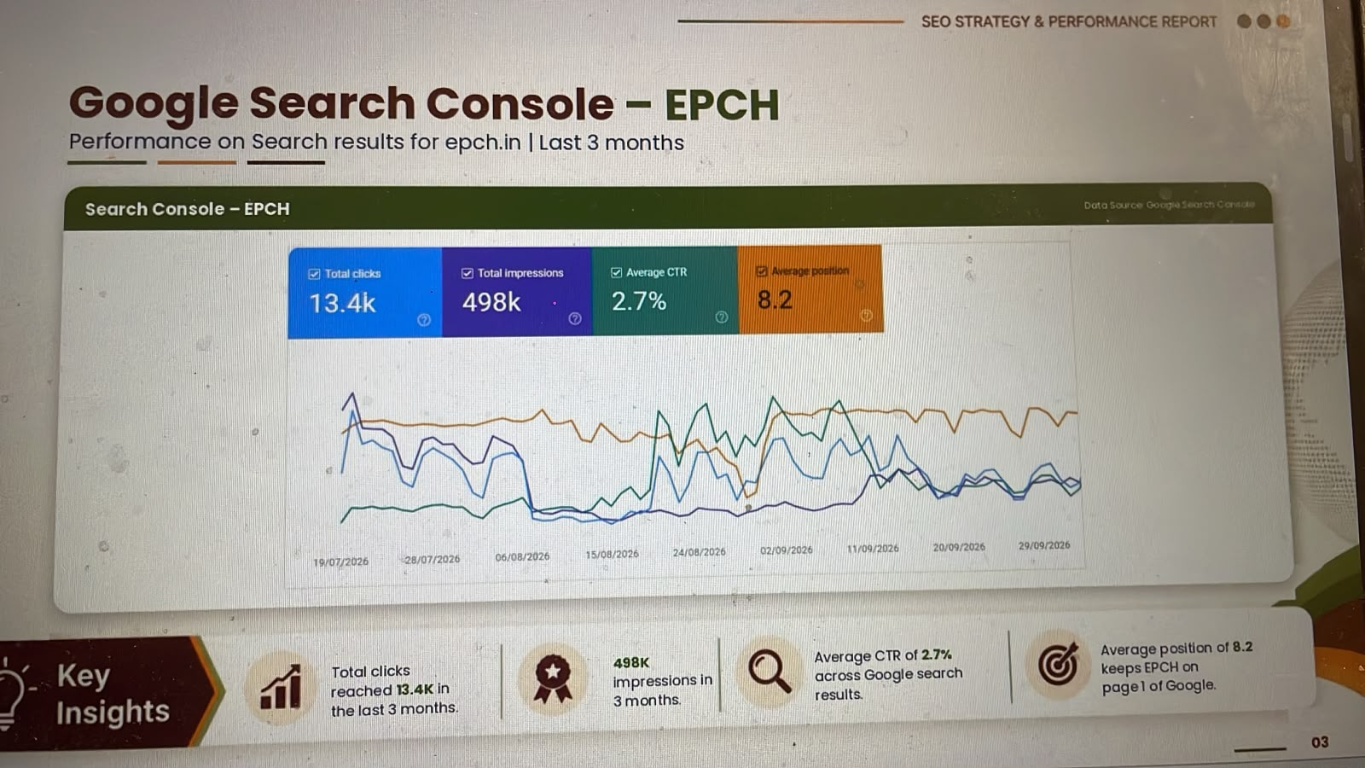 SEO STRATEGY & PERFORMANCE REPORT
Google Search Console – EPCH
Performance on Search results for epch.in | Last 3 months
Search Console – EPCH
Data Source: Google Search Console
Total clicks
13.4k
Total impressions
498k
Average CTR
2.7%
Average position
8.2
19/07/2026
28/07/2026
06/08/2026
15/08/2026
24/08/2026
02/09/2026
11/09/2026
20/09/2026
29/09/2026
Key
Insights
Total clicks
reached 13.4K in
the last 3 months.
498K
impressions in
3 months.
Average CTR of 2.7%
across Google search
results.
Average position of 8.2
keeps EPCH on
page 1 of Google.
03